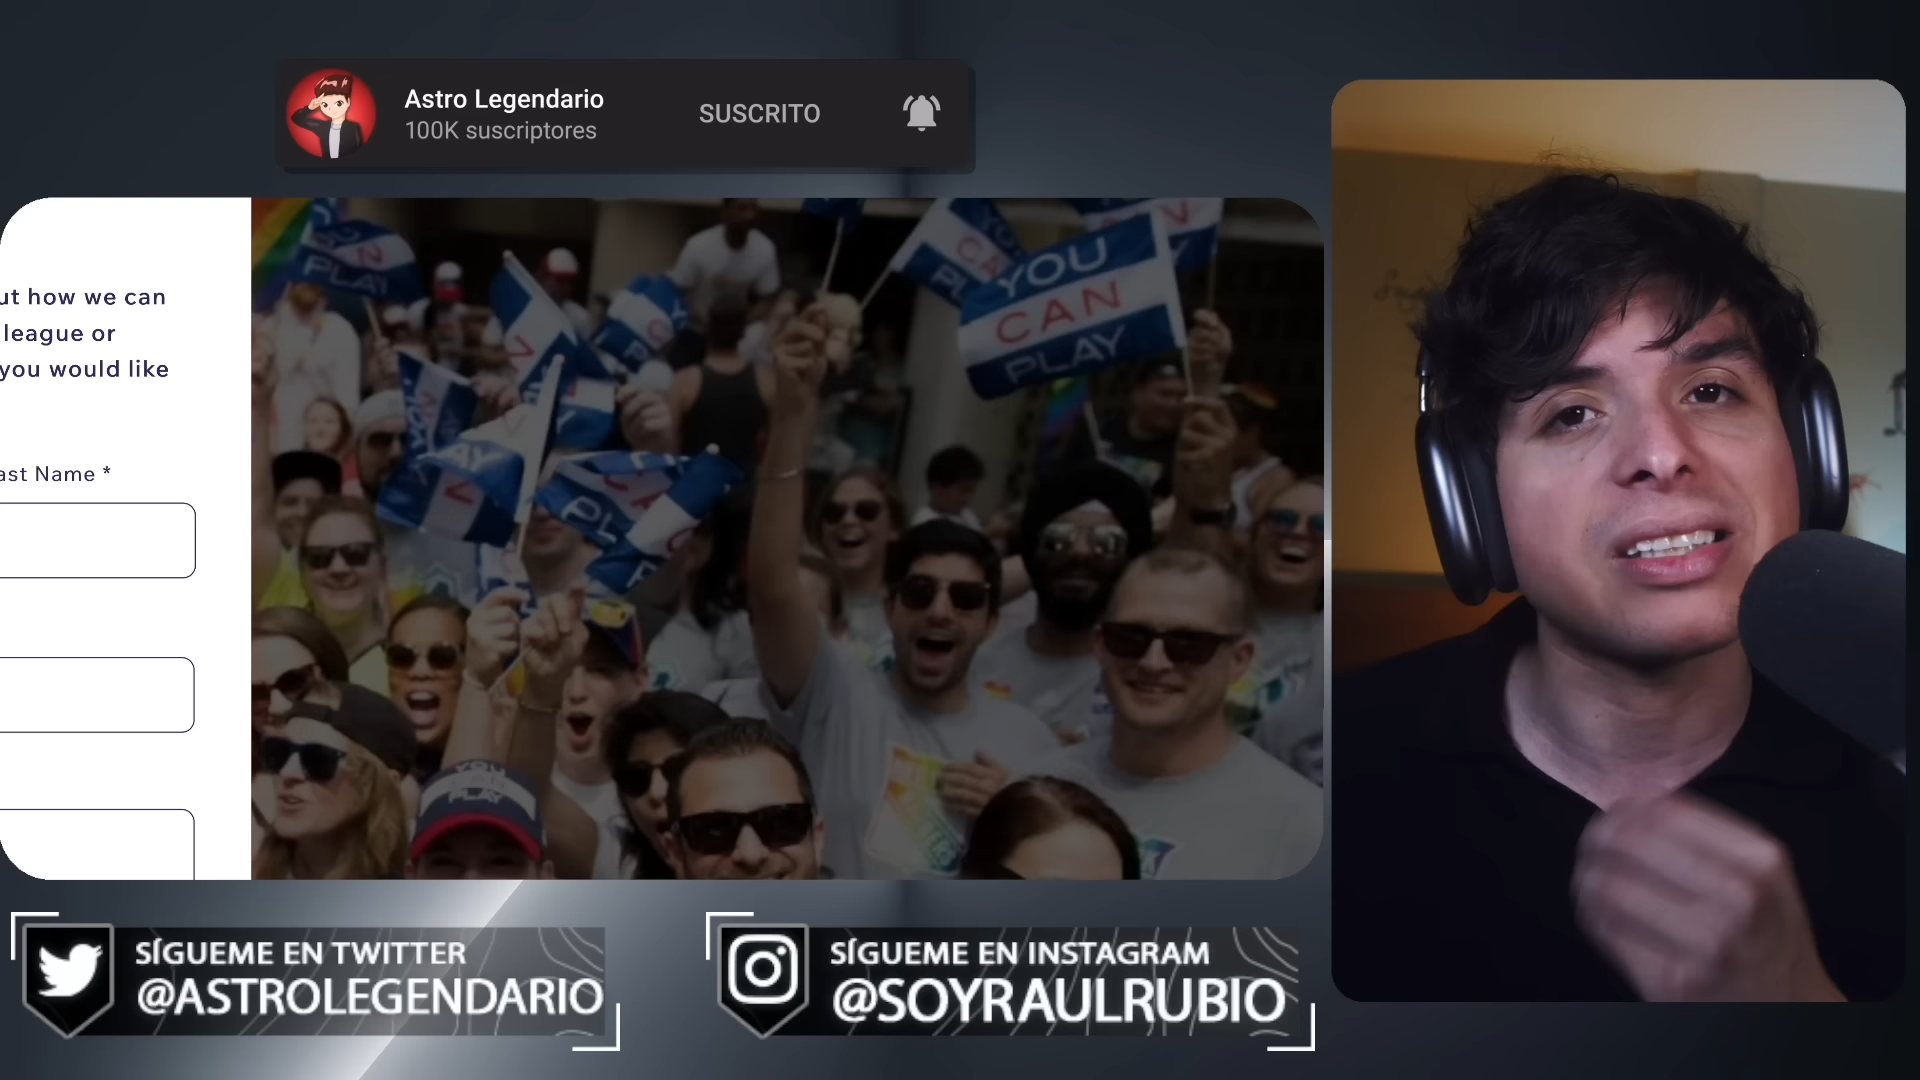 Astro Legendario
100K suscriptores
SUSCRITO
ut how we can
league or
you would like
ast Name *
YOU
CAN
PLAY
SÍGUEME EN TWITTER
@ASTROLEGENDARIO
SÍGUEME EN INSTAGRAM
@SOYRAULRUBIO